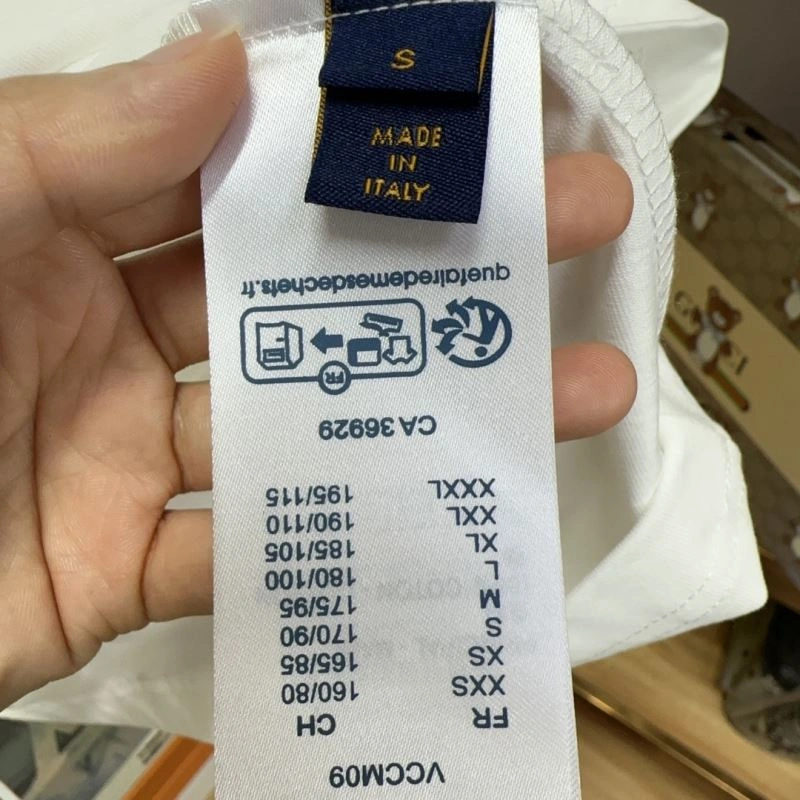 S
MADE
IN
ITALY
VCCM09
FR CH
XXS 160/80
XS 165/85
S 170/90
M 175/95
L 180/100
XL 185/105
XXL 190/110
XXXL 195/115
CA 36929
FR
quefairedemesdechets.fr